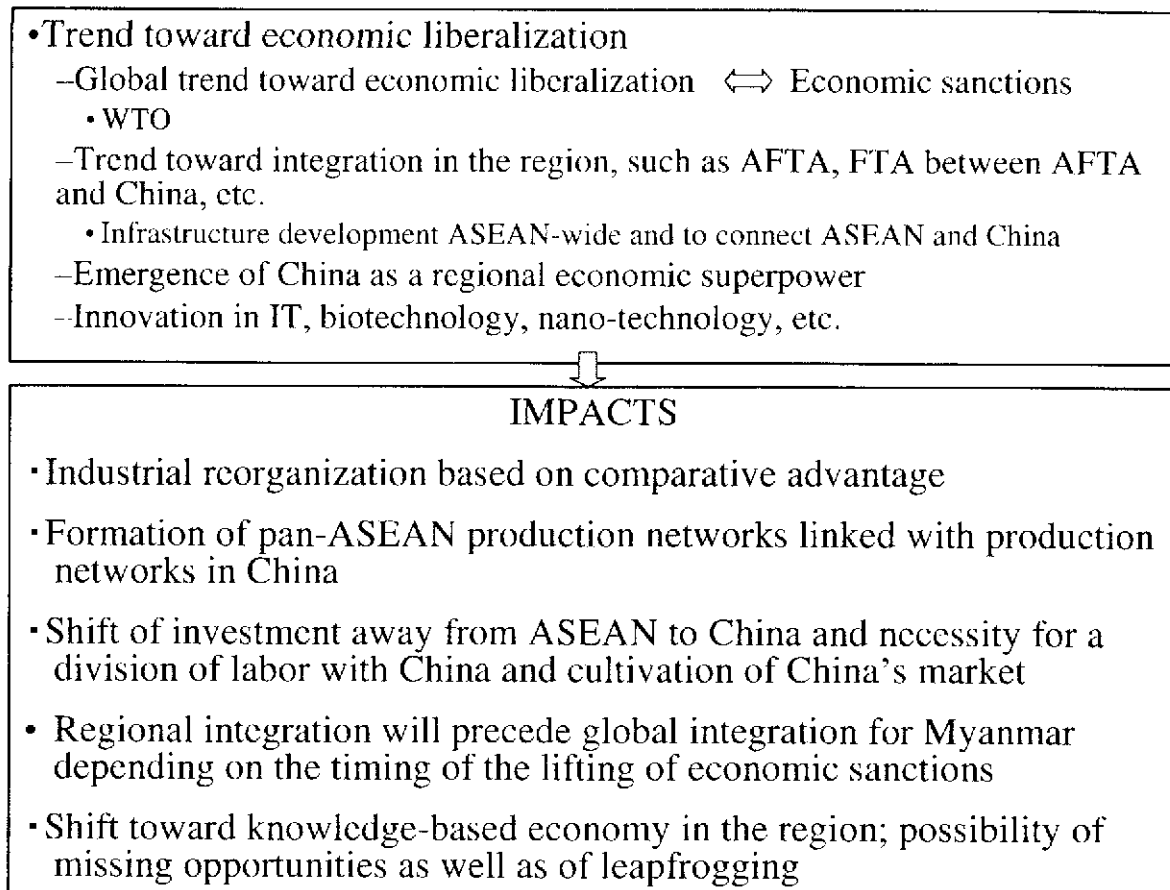 •Trend toward economic liberalization
–Global trend toward economic liberalization ⇔ Economic sanctions
• WTO
–Trend toward integration in the region, such as AFTA, FTA between AFTA
and China, etc.
• Infrastructure development ASEAN-wide and to connect ASEAN and China
–Emergence of China as a regional economic superpower
–Innovation in IT, biotechnology, nano-technology, etc.
IMPACTS
・Industrial reorganization based on comparative advantage
・Formation of pan-ASEAN production networks linked with production
networks in China
・Shift of investment away from ASEAN to China and necessity for a
division of labor with China and cultivation of China's market
• Regional integration will precede global integration for Myanmar
depending on the timing of the lifting of economic sanctions
・Shift toward knowledge-based economy in the region; possibility of
missing opportunities as well as of leapfrogging